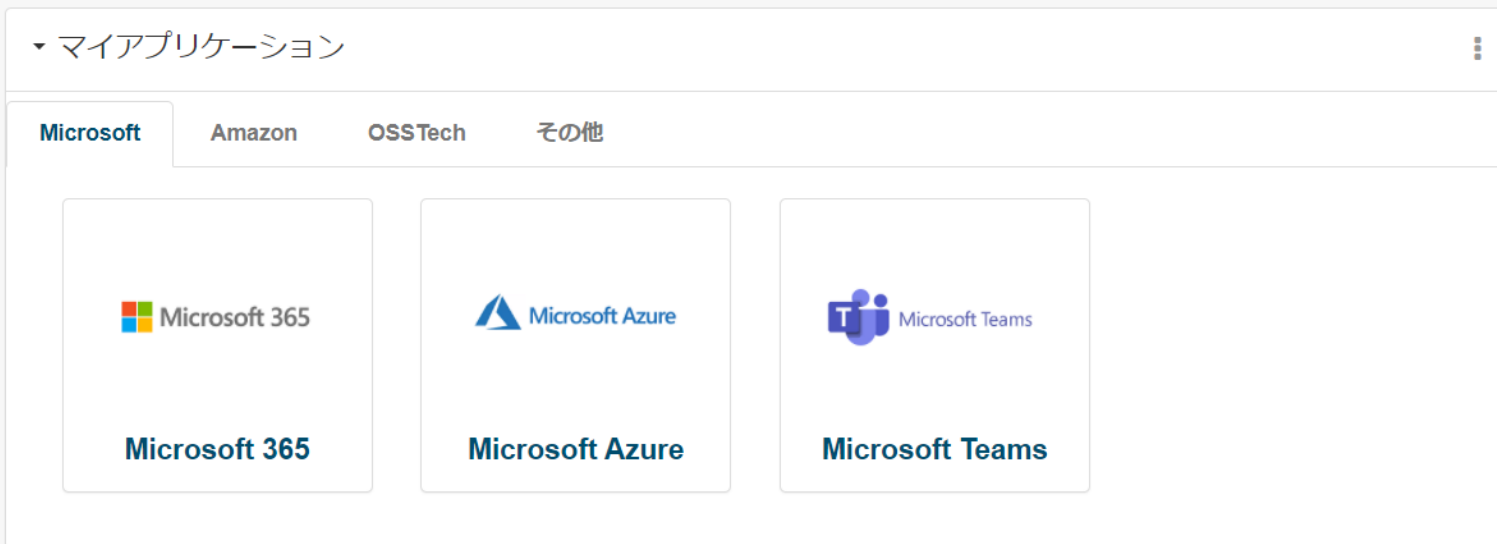 マイアプリケーション
Microsoft Amazon OSSTech その他
Microsoft 365 Microsoft Azure T Microsoft Teams
Microsoft 365 Microsoft Azure Microsoft Teams